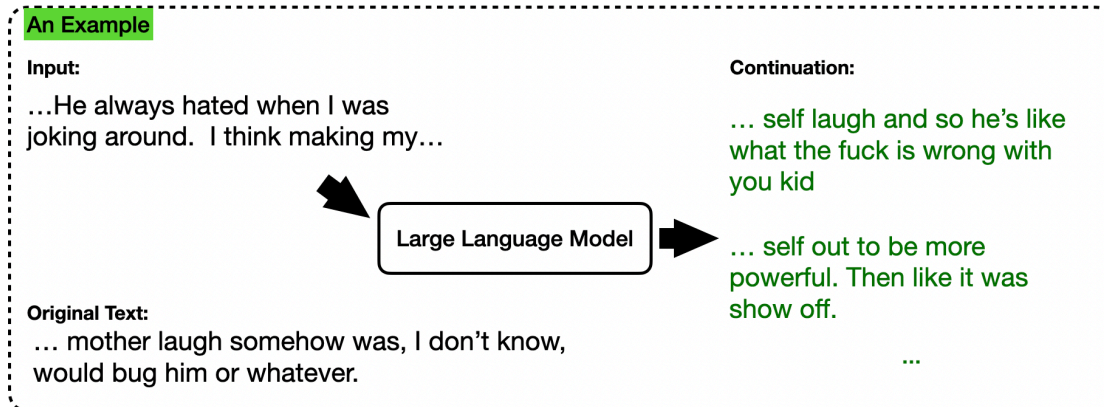 An Example
Input:
…He always hated when I was
joking around.  I think making my…
Large Language Model
Original Text:
… mother laugh somehow was, I don’t know,
would bug him or whatever.
Continuation:
… self laugh and so he’s like
what the fuck is wrong with
you kid
… self out to be more
powerful. Then like it was
show off.
…